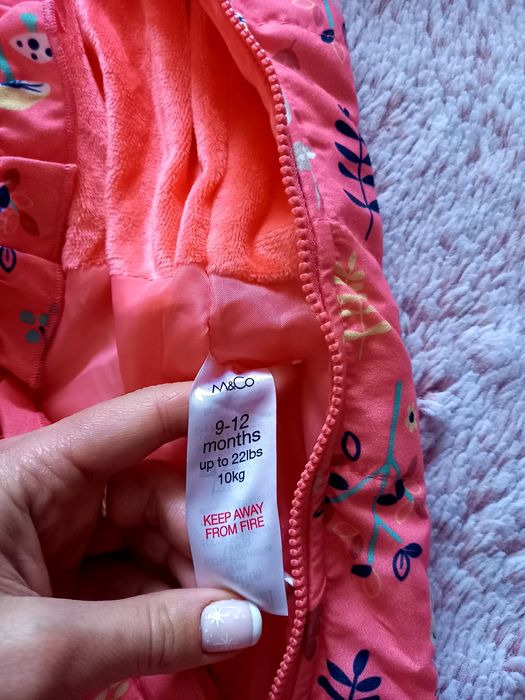 M&Co
9-12
months
up to 22lbs
10kg
KEEP AWAY
FROM FIRE